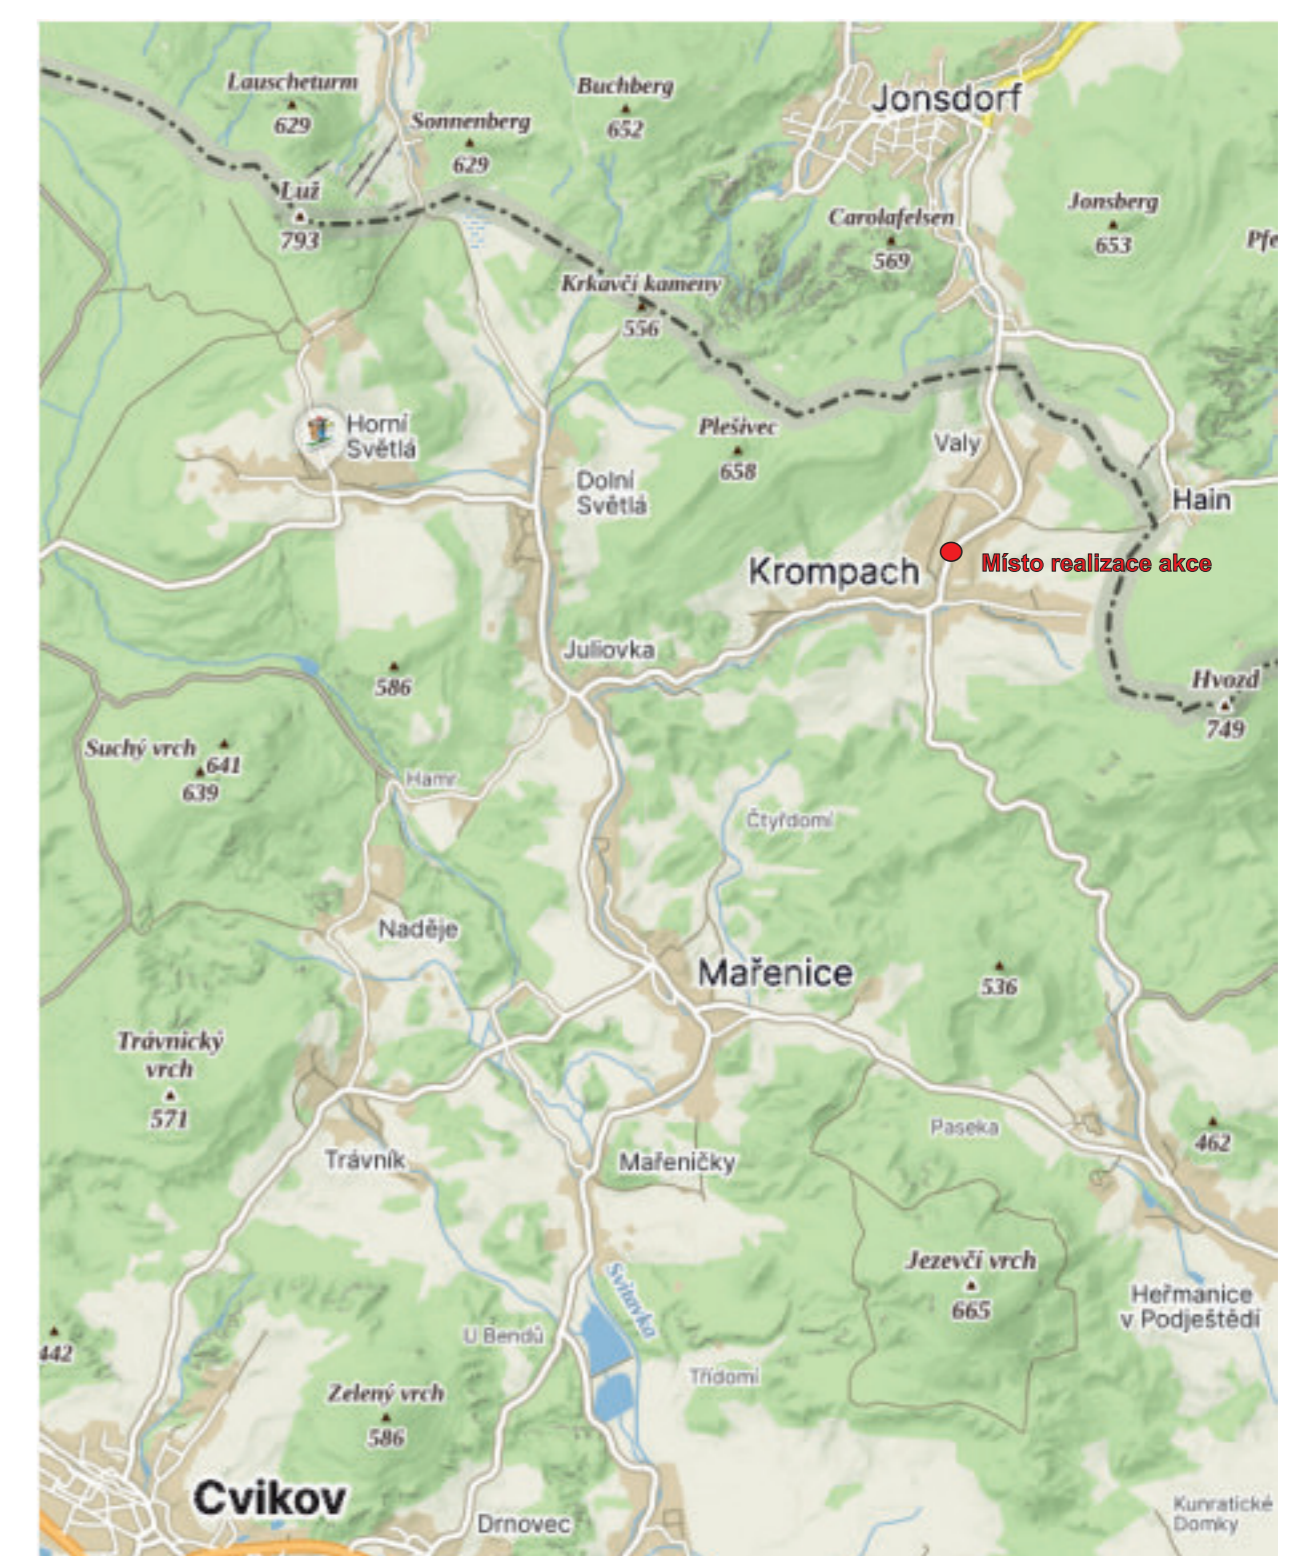 Lauscheturm
629
Buchberg
652
Jonsdorf
Sonnenberg
629
Luž
793
Carolafelsen
569
Jonsberg
653
Pfe
Krkavčí kameny
556
Horní
Světlá
Plešivec
658
Valy
Dolní
Světlá
Hain
Krompach
Místo realizace akce
Juliovka
586
Hvozd
749
Suchý vrch
641
639
Hamr
Čtyřdomí
Naděje
Mařenice
536
Trávnický
vrch
571
Paseka
462
Trávník
Mařeničky
Jezevčí vrch
665
Svitavka
Heřmanice
v Podještědí
442
U Bendů
Třídomí
Zelený vrch
586
Cvikov
Drnovec
Kunratické
Domky